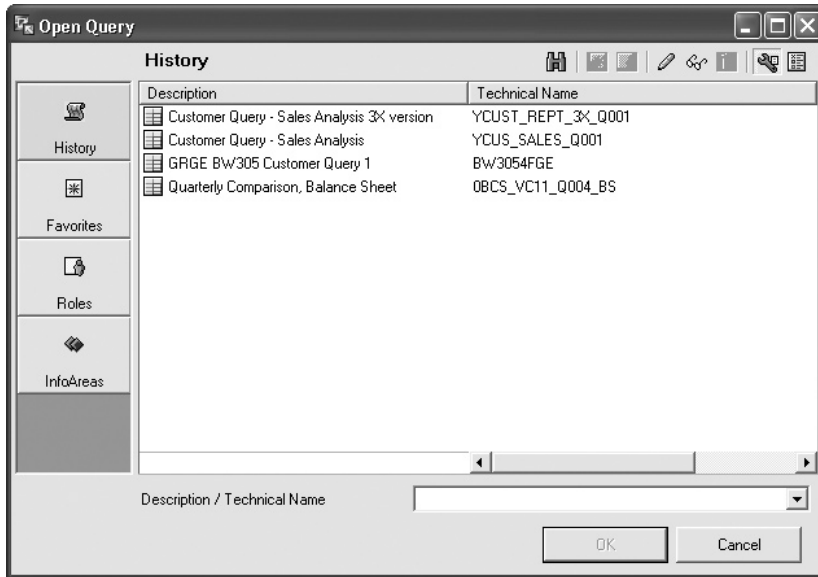 Open Query
History
Description Technical Name
Customer Query - Sales Analysis 3X version YCUST_REPT_3X_Q001
Customer Query - Sales Analysis YCUS_SALES_Q001
GRGE BW305 Customer Query 1 BW3054FGE
Quarterly Comparison, Balance Sheet 0BCS_VC11_Q004_BS
History
Favorites
Roles
InfoAreas
Description / Technical Name
OK Cancel